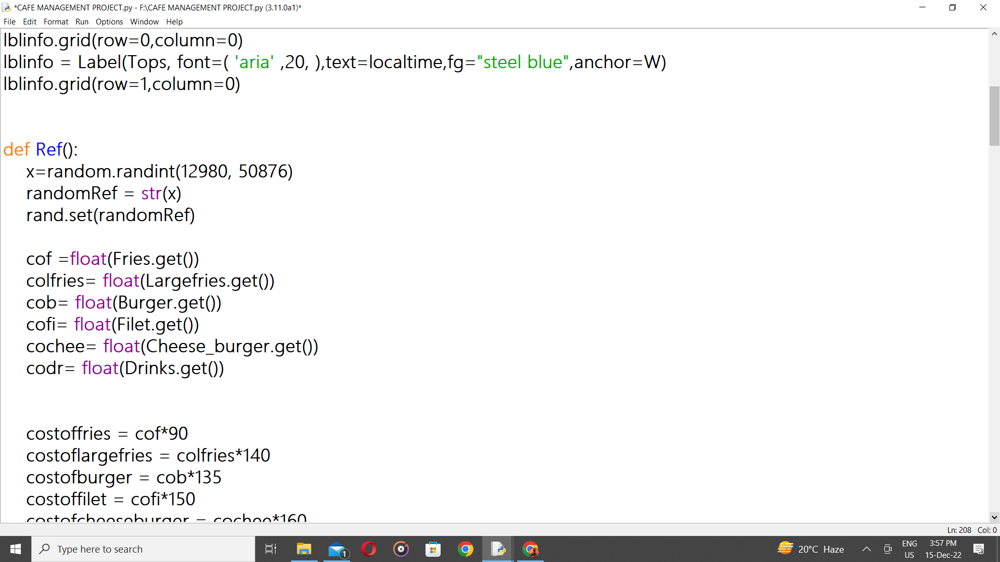 *CAFE MANAGEMENT PROJECT.py - F:\CAFE MANAGEMENT PROJECT.py (3.11.0a1)*
File Edit Format Run Options Window Help
lblinfo.grid(row=0,column=0)
lblinfo = Label(Tops, font=( 'aria' ,20, ),text=localtime,fg="steel blue",anchor=W)
lblinfo.grid(row=1,column=0)
def Ref():
x=random.randint(12980, 50876)
randomRef = str(x)
rand.set(randomRef)
cof =float(Fries.get())
colfries= float(Largefries.get())
cob= float(Burger.get())
cofi= float(Filet.get())
cochee= float(Cheese_burger.get())
codr= float(Drinks.get())
costoffries = cof*90
costoflargefries = colfries*140
costofburger = cob*135
costoffilet = cofi*150
costofcheeseburger = cochee*160
Ln: 208 Col: 0
Type here to search
1
20°C Haze
ENG
US
3:57 PM
15-Dec-22